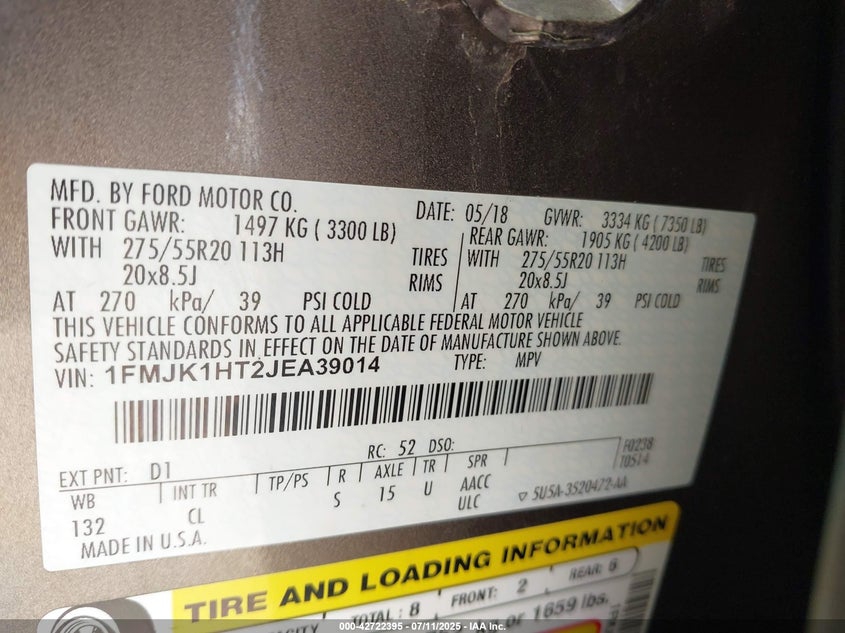 MFD. BY FORD MOTOR CO. DATE: 05/18 GVWR: 3334 KG ( 7350 LB)
FRONT GAWR: 1497 KG ( 3300 LB) REAR GAWR: 1905 KG ( 4200 LB)
WITH 275/55R20 113H TIRES WITH 275/55R20 113H TIRES
20x8.5J RIMS 20x8.5J RIMS
AT 270 kPa/ 39 PSI COLD AT 270 kPa/ 39 PSI COLD
THIS VEHICLE CONFORMS TO ALL APPLICABLE FEDERAL MOTOR VEHICLE
SAFETY STANDARDS IN EFFECT ON THE DATE OF MANUFACTURE SHOWN ABOVE.
VIN: 1FMJK1HT2JEA39014 TYPE: MPV
EXT PNT: D1 RC: 52 DSO: F0238
T0514
WB INT TR TP/PS R AXLE TR SPR
132 CL S 15 U AACC
ULC
5U5A-3520472-AA
MADE IN U.S.A.
TIRE AND LOADING INFORMATION
TOTAL: 8 FRONT: 2 REAR: 6
or 1659 lbs.
000-42722395 - 07/11/2025 - IAA Inc.